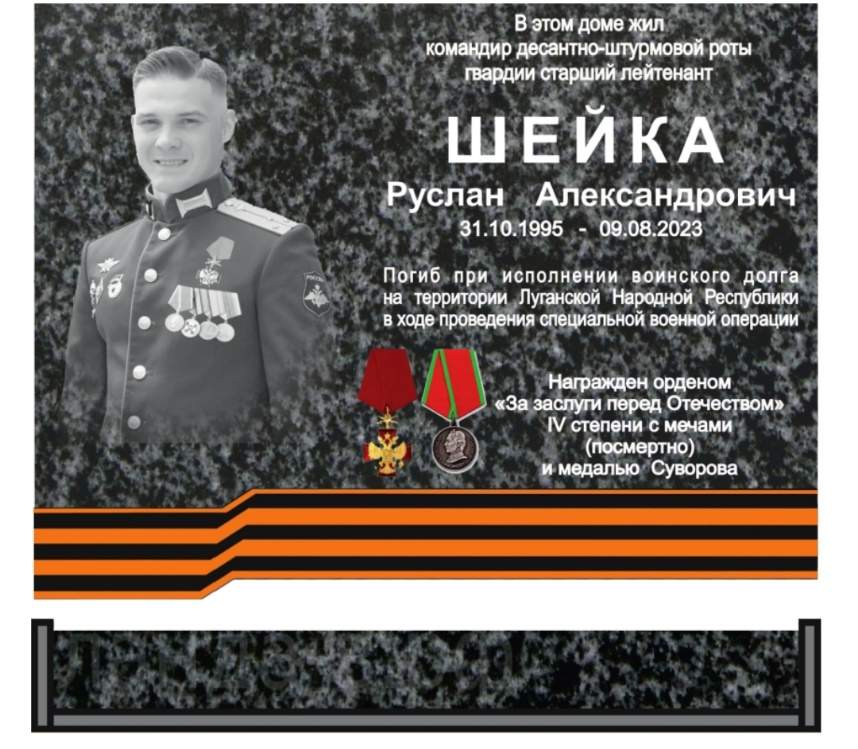 В этом доме жил
командир десантно-штурмовой роты
гвардии старший лейтенант
ШЕЙКА
Руслан Александрович
31.10.1995 - 09.08.2023
Погиб при исполнении воинского долга
на территории Луганской Народной Республики
в ходе проведения специальной военной операции
Награжден орденом
«За заслуги перед Отечеством»
IV степени с мечами
(посмертно)
и медалью Суворова
РОССИЯ